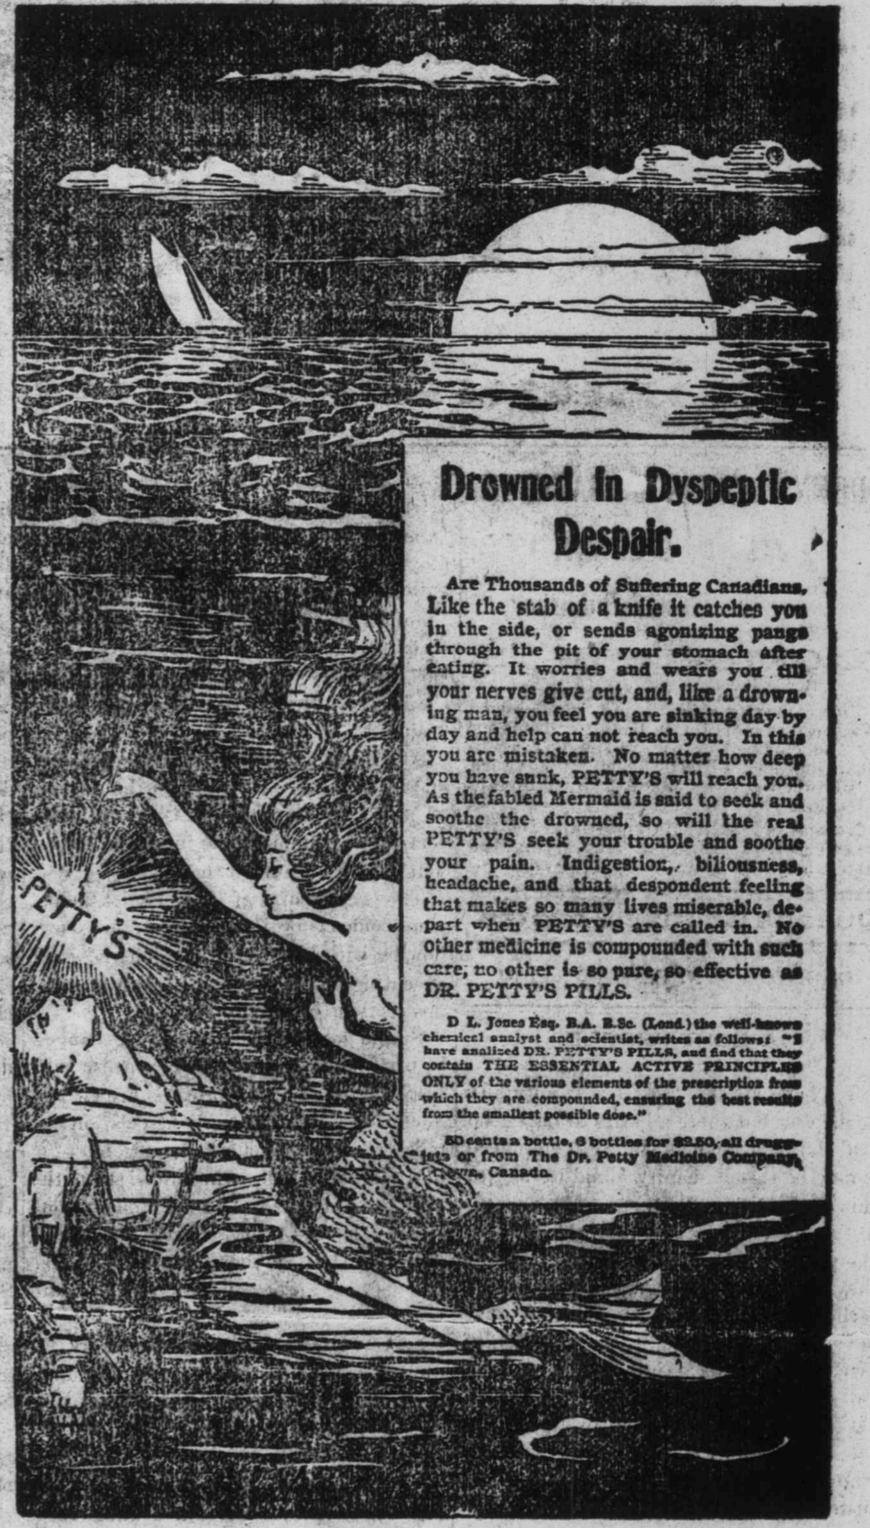 PETTY'S
Drowned in Dyspeptic
Despair.
Are Thousands of Suffering Canadians.
Like the stab of a knife it catches you
in the side, or sends agonizing pangs
through the pit of your stomach after
eating. It worries and wears you till
your nerves give out, and, like a drown-
ing man, you feel you are sinking day by
day and help can not reach you. In this
you are mistaken. No matter how deep
you have sunk, PETTY'S will reach you.
As the fabled Mermaid is said to seek and
soothe the drowned, so will the real
PETTY'S seek your trouble and soothe
your pain. Indigestion, biliousness,
headache, and that despondent feeling
that makes so many lives miserable, de-
part when PETTY'S are called in. No
other medicine is compounded with such
care, no other is so pure, so effective as
DR. PETTY'S PILLS.
D L. Jones Esq. B.A. B.Sc. (Lond.) the well-known
chemical analyst and scientist, writes as follows: "I
have analized DR. PETTY'S PILLS, and find that they
contain THE ESSENTIAL ACTIVE PRINCIPLES
ONLY of the various elements of the prescription from
which they are compounded, ensuring the best results
from the smallest possible dose."
50 cents a bottle, 6 bottles for $2.50, all drugg-
ists or from The Dr. Petty Medicine Company,
Canada.